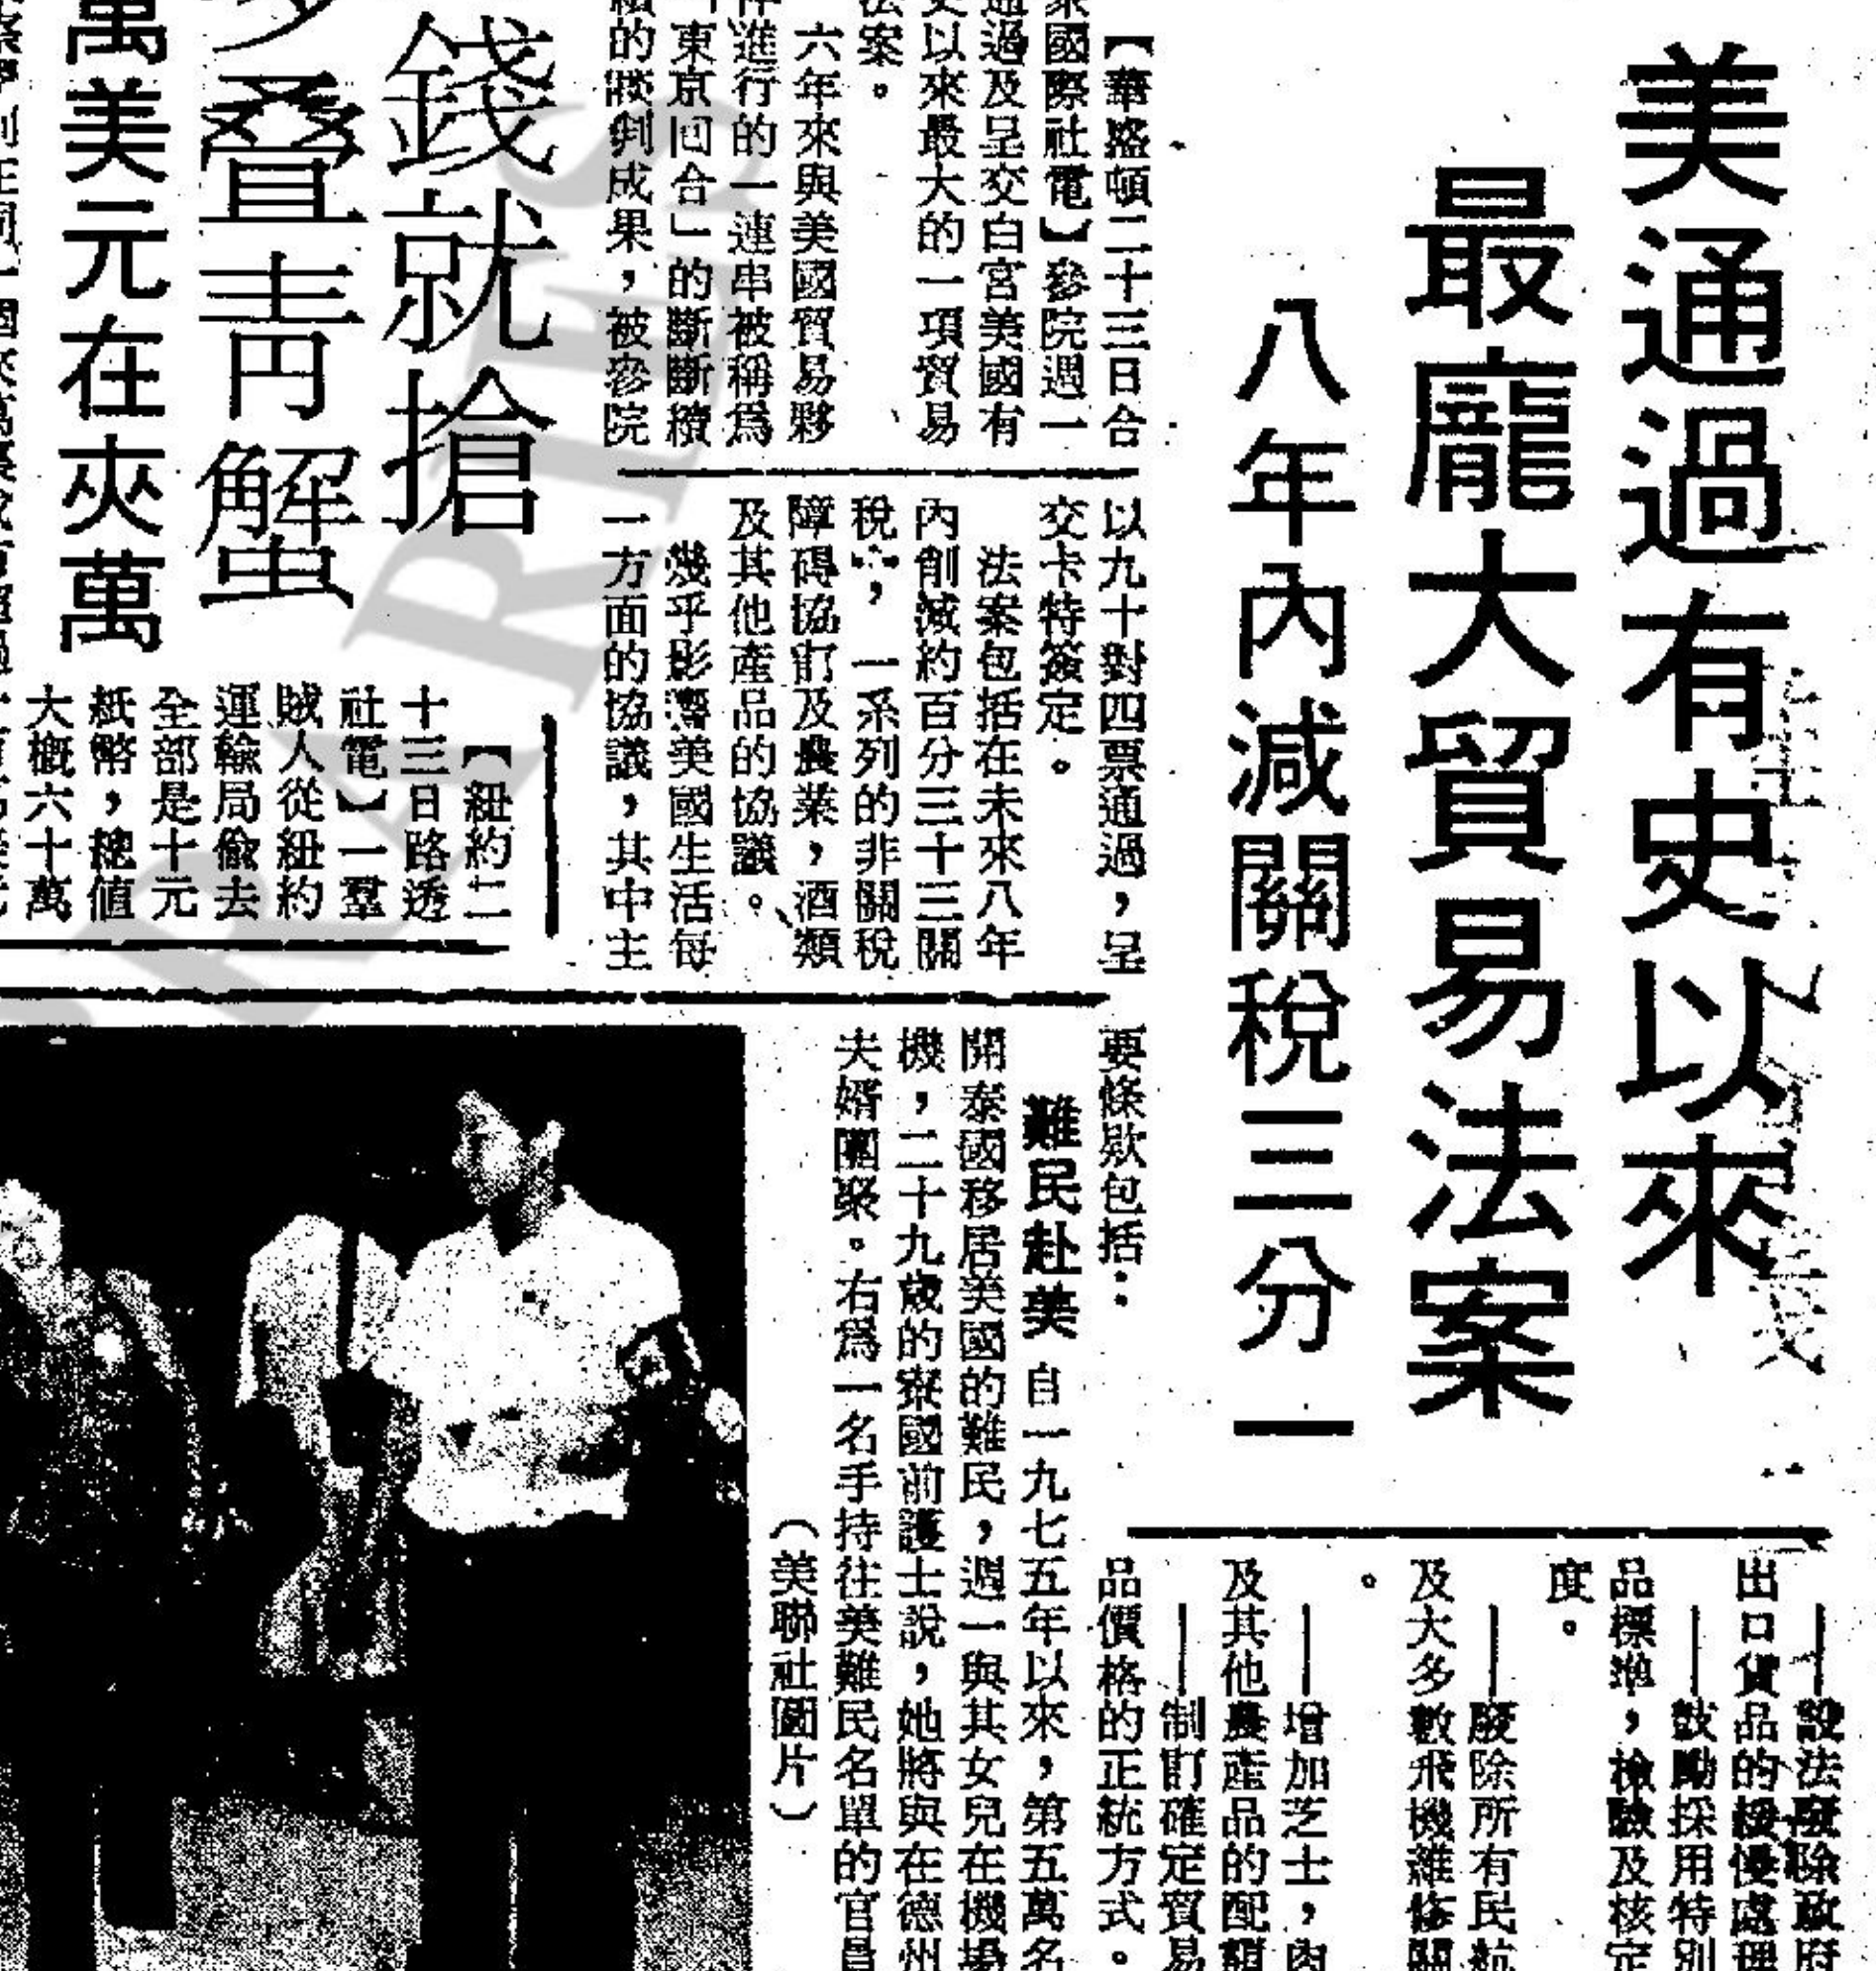 美通過有史以來
最龐大貿易法案
八年內減關稅三分一
【華盛頓二十三日合
衆國際社電】參院週一
通過及呈交白宮美國有
史以來最大的一項貿易
法案。
六年來與美國貿易夥
伴進行的一連串被稱爲
「東京回合」的斷斷續
續的談判成果，被參院
以九十對四票通過，呈
交卡特簽定。
法案包括在未來八年
內削減約百分三十三關
稅，一系列的非關稅
障碍協訂及農業，酒類
及其他產品的協議。
幾乎影響美國生活每
一方面的協議，其中主
要條欵包括：
——設法廢除政府
出口貨品的緩慢處理
——鼓勵採用特別
品標準，檢驗及核定
度。
——廢除所有民航
及大多數飛機維修關
。
——增加芝士，肉
及其他農產品的配額
——制訂確定貿易
品價格的正統方式。
難民赴美 自一九七五年以來，第五萬名
開泰國移居美國的難民，週一與其女兒在機場
機，二十九歲的寮國前護士說，她將與在德州
夫婿團聚。右爲一名手持往美難民名單的官員
（美聯社圖片）
錢就搶
多叠青蟹
萬美元在夾萬
【紐約二
十三日路透
社電】一羣
賊人從紐約
運輸局偷去
全部是十元
紙幣，總值
大概六十萬